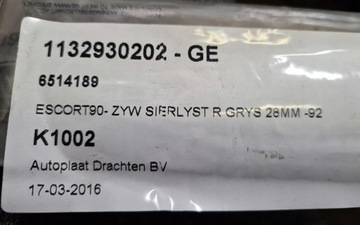 1132930202 - GE
6514189
ESCORT90- ZYW SIERLYST R GRYS 28MM -92
K1002
Autoplaat Drachten BV
17-03-2016